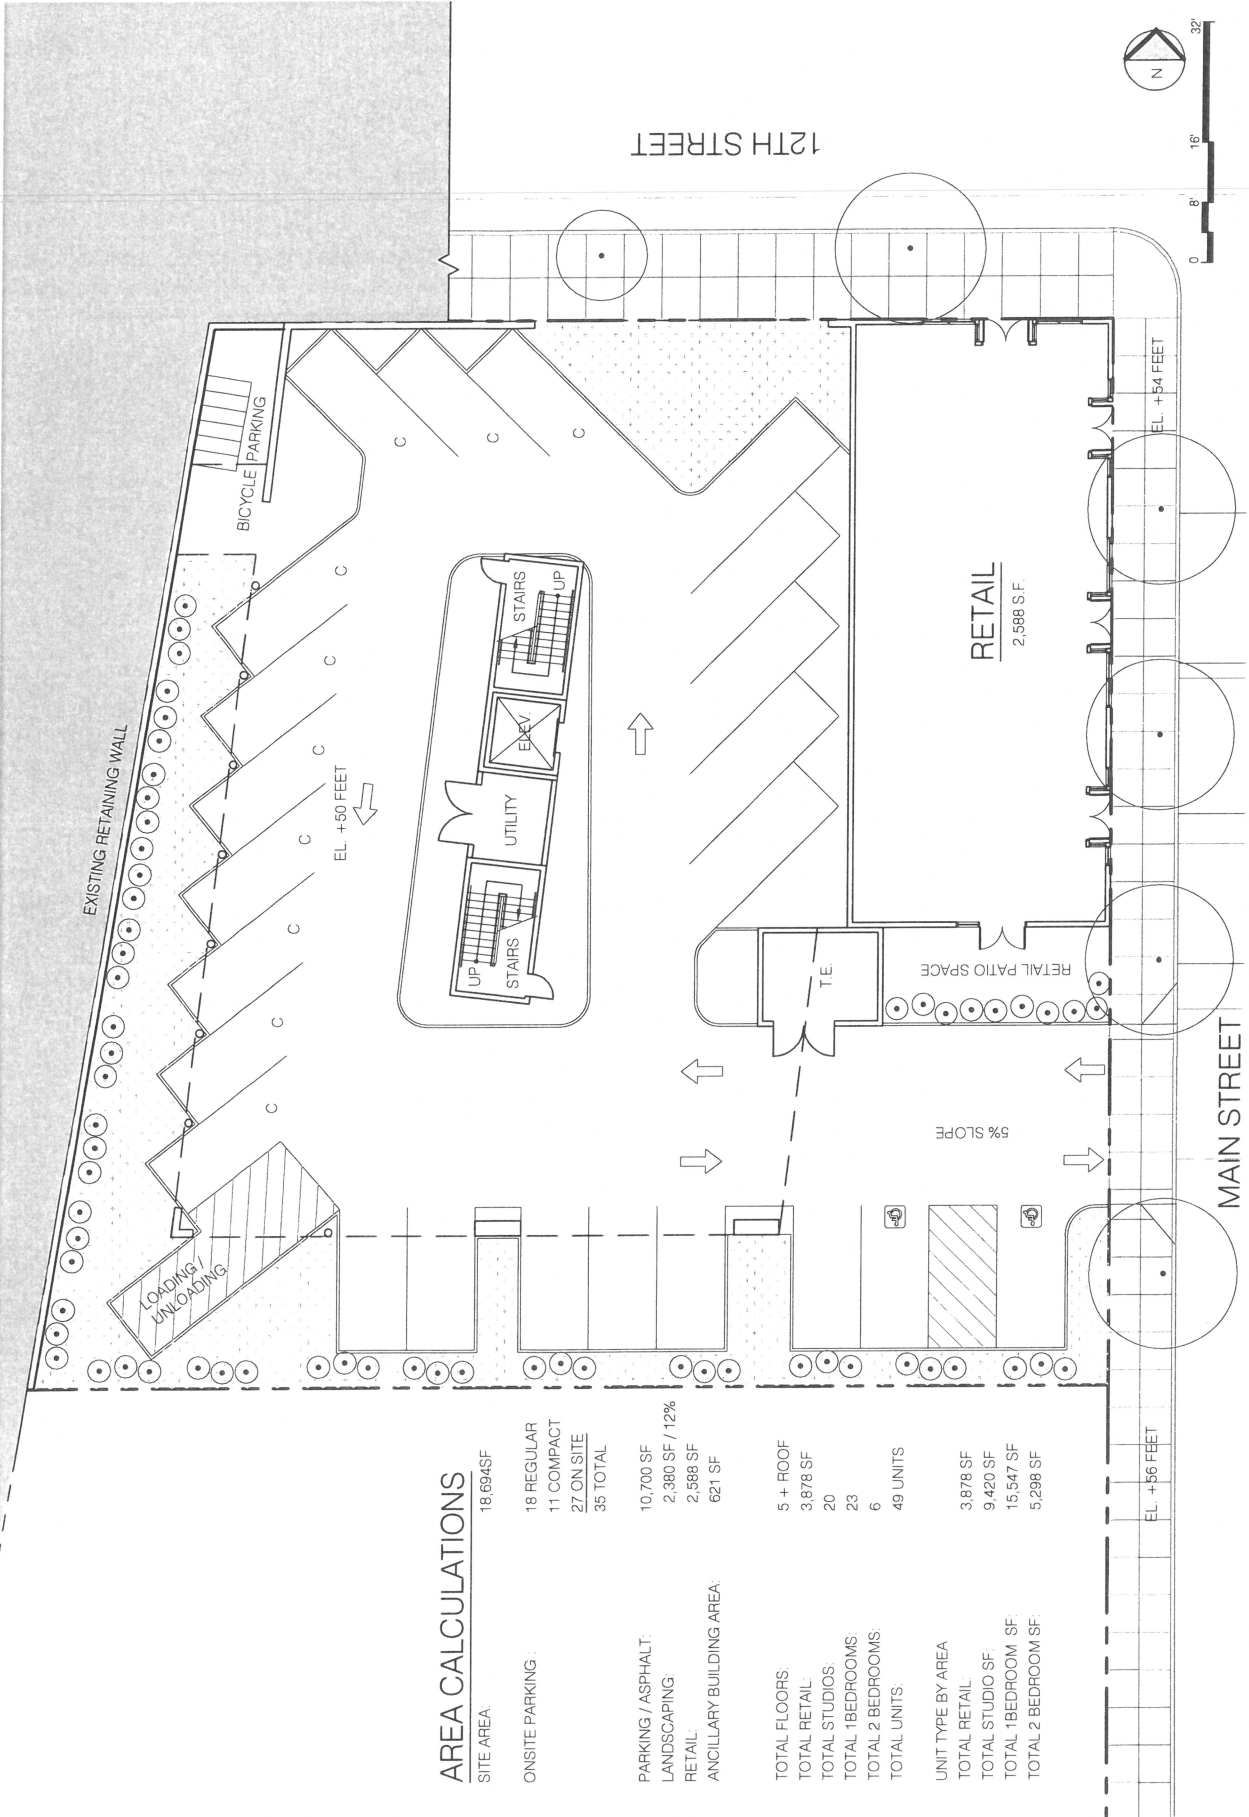 AREA CALCULATIONS
SITE AREA: 18,694SF
ONSITE PARKING : 18 REGULAR
11 COMPACT
27 ON SITE
35 TOTAL
PARKING / ASPHALT: 10,700 SF
LANDSCAPING: 2,380 SF / 12%
RETAIL: 2,588 SF
ANCILLARY BUILDING AREA: 621 SF
TOTAL FLOORS: 5 + ROOF
TOTAL RETAIL: 3,878 SF
TOTAL STUDIOS: 20
TOTAL 1BEDROOMS: 23
TOTAL 2 BEDROOMS: 6
TOTAL UNITS: 49 UNITS
UNIT TYPE BY AREA
TOTAL RETAIL: 3,878 SF
TOTAL STUDIO SF: 9,420 SF
TOTAL 1BEDROOM SF: 15,547 SF
TOTAL 2 BEDROOM SF: 5,298 SF
EXISTING RETAINING WALL
LOADING /
UNLOADING
BICYCLE PARKING
C
C
C
C
C
C
C
C
C
C
EL. +50 FEET
UP
STAIRS
UTILITY
ELEV.
STAIRS
UP
T.E.
RETAIL PATIO SPACE
5% SLOPE
RETAIL
2,588 S.F.
EL. +56 FEET
EL. +54 FEET
MAIN STREET
12TH STREET
N
0 8' 16' 32'